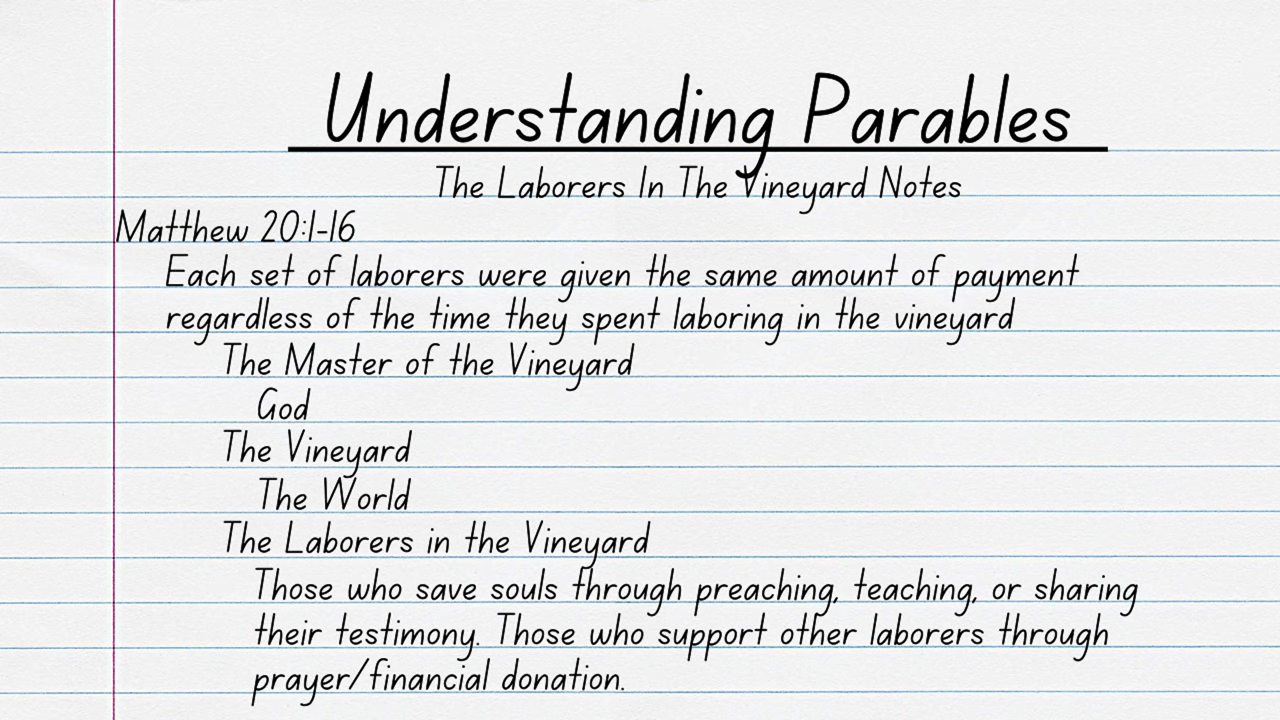 Understanding Parables
The Laborers In The Vineyard Notes
Matthew 20:1-16
Each set of laborers were given the same amount of payment
regardless of the time they spent laboring in the vineyard
The Master of the Vineyard
God
The Vineyard
The World
The Laborers in the Vineyard
Those who save souls through preaching, teaching, or sharing
their testimony. Those who support other laborers through
prayer/financial donation.